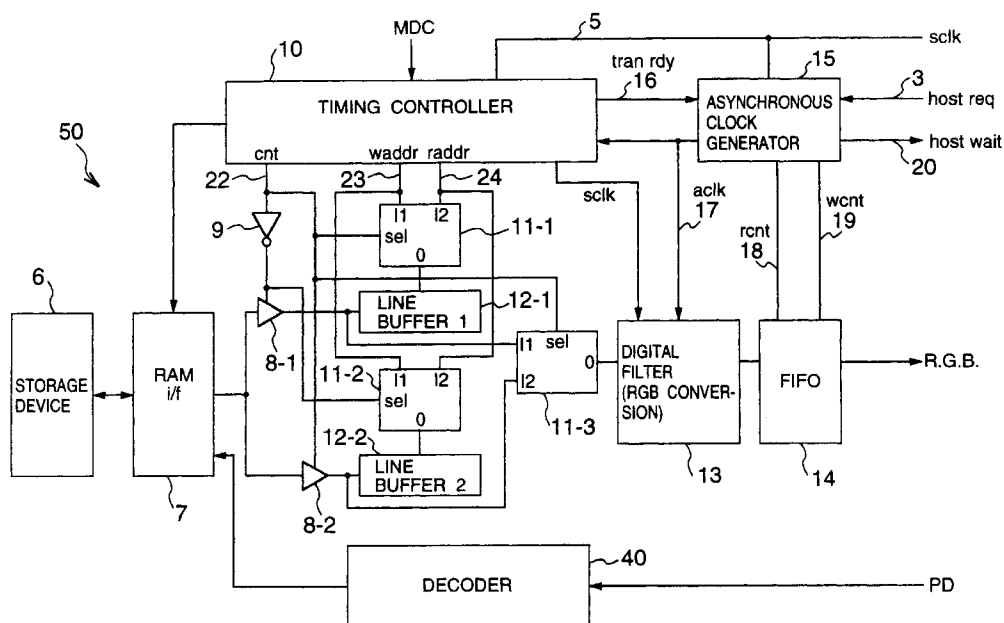 MDC
5
sclk
10
tran rdy
16
15
3
TIMING CONTROLLER
ASYNCHRONOUS
CLOCK
GENERATOR
host req
host wait
20
50
cnt
waddr
raddr
22
23
24
sclk
aclk
17
rcnt
18
wcnt
19
9
I1
I2
sel
0
11-1
6
LINE
BUFFER 1
12-1
8-1
STORAGE
DEVICE
RAM
i/f
7
11-2
I1
I2
sel
0
I1
sel
I2
0
11-3
DIGITAL
FILTER
(RGB CONVER-
SION)
13
FIFO
14
R.G.B.
12-2
LINE
BUFFER 2
8-2
40
DECODER
PD